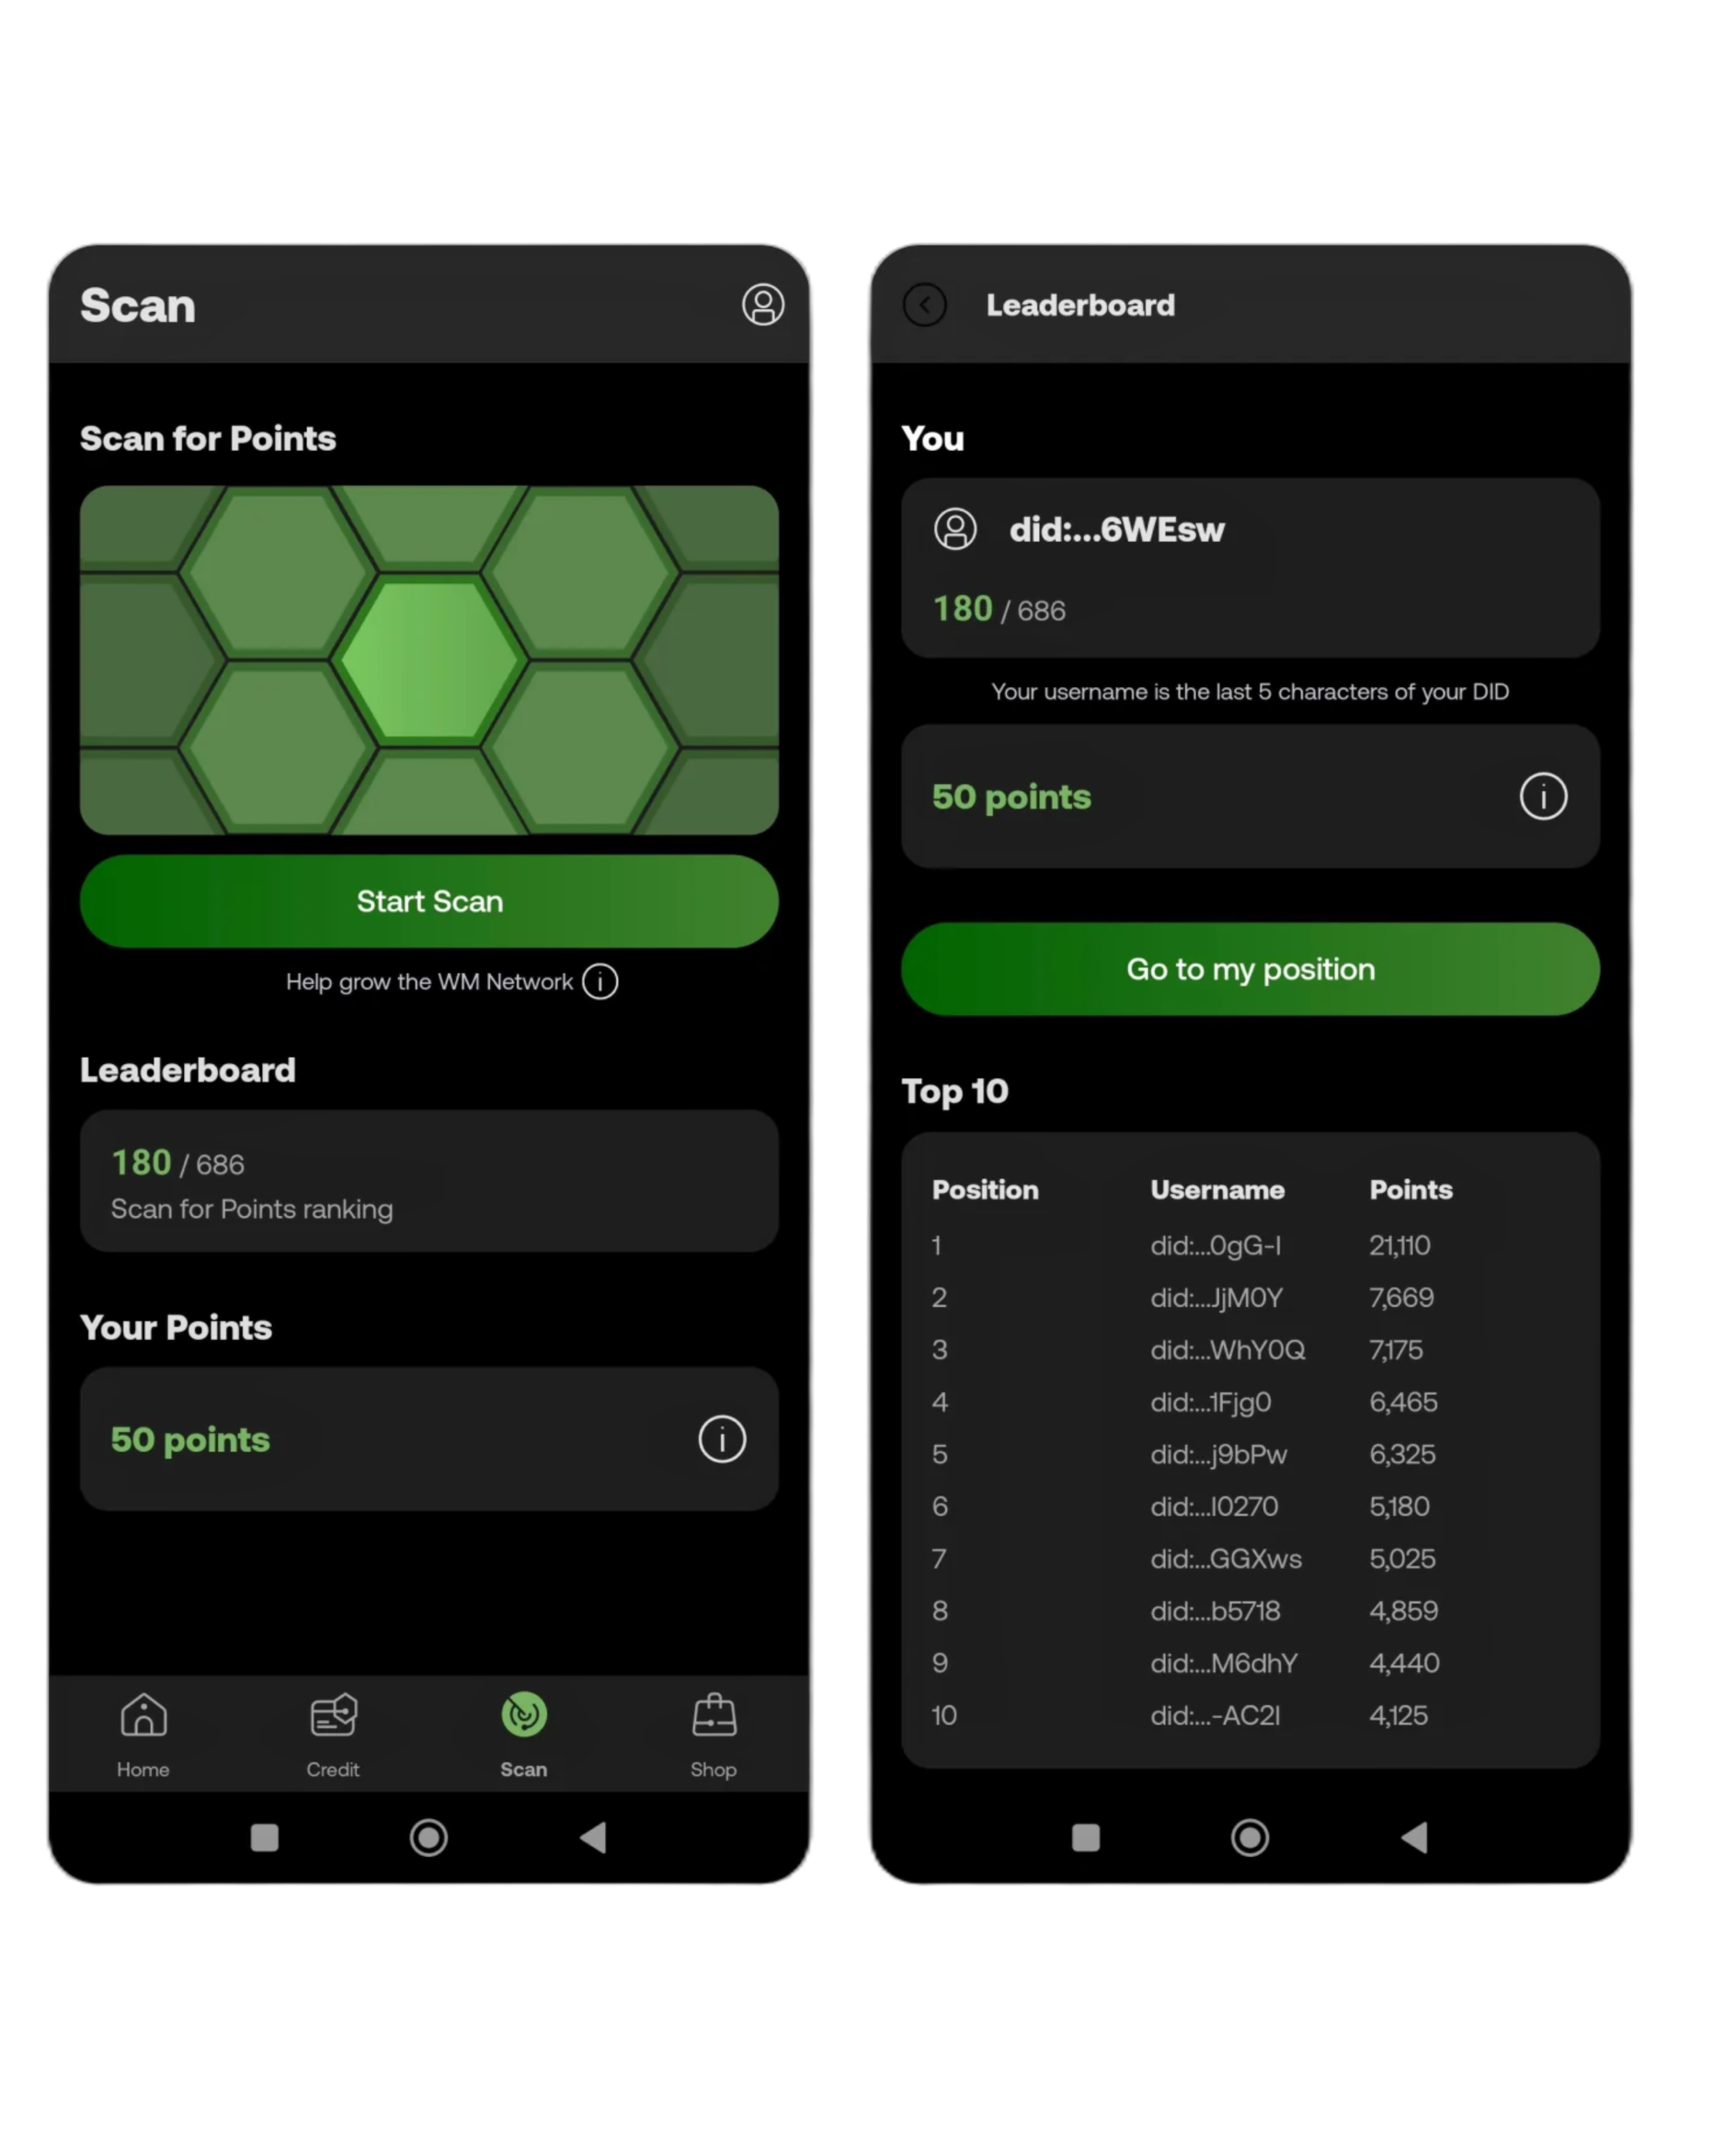 Scan
Scan for Points
Start Scan
Help grow the WM Network
Leaderboard
180 / 686
Scan for Points ranking
Your Points
50 points
Home Credit Scan Shop
Leaderboard
You
did:...6WEsw
180 / 686
Your username is the last 5 characters of your DID
50 points
Go to my position
Top 10
Position Username Points
1 did:...0gG-I 21,110
2 did:...JjM0Y 7,669
3 did:...WhY0Q 7,175
4 did:...1Fjg0 6,465
5 did:...j9bPw 6,325
6 did:...I0270 5,180
7 did:...GGXws 5,025
8 did:...b5718 4,859
9 did:...M6dhY 4,440
10 did:...-AC2I 4,125